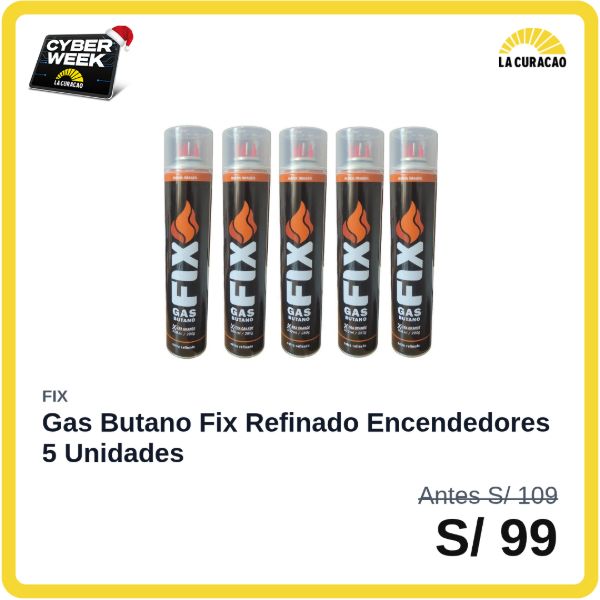 CYBER
WEEK
LA CURACAO
LA CURACAO
FIX
GAS
BUTANO
FIX
GAS
BUTANO
FIX
GAS
BUTANO
FIX
GAS
BUTANO
FIX
GAS
BUTANO
FIX
Gas Butano Fix Refinado Encendedores
5 Unidades
Antes S/ 109
S/ 99